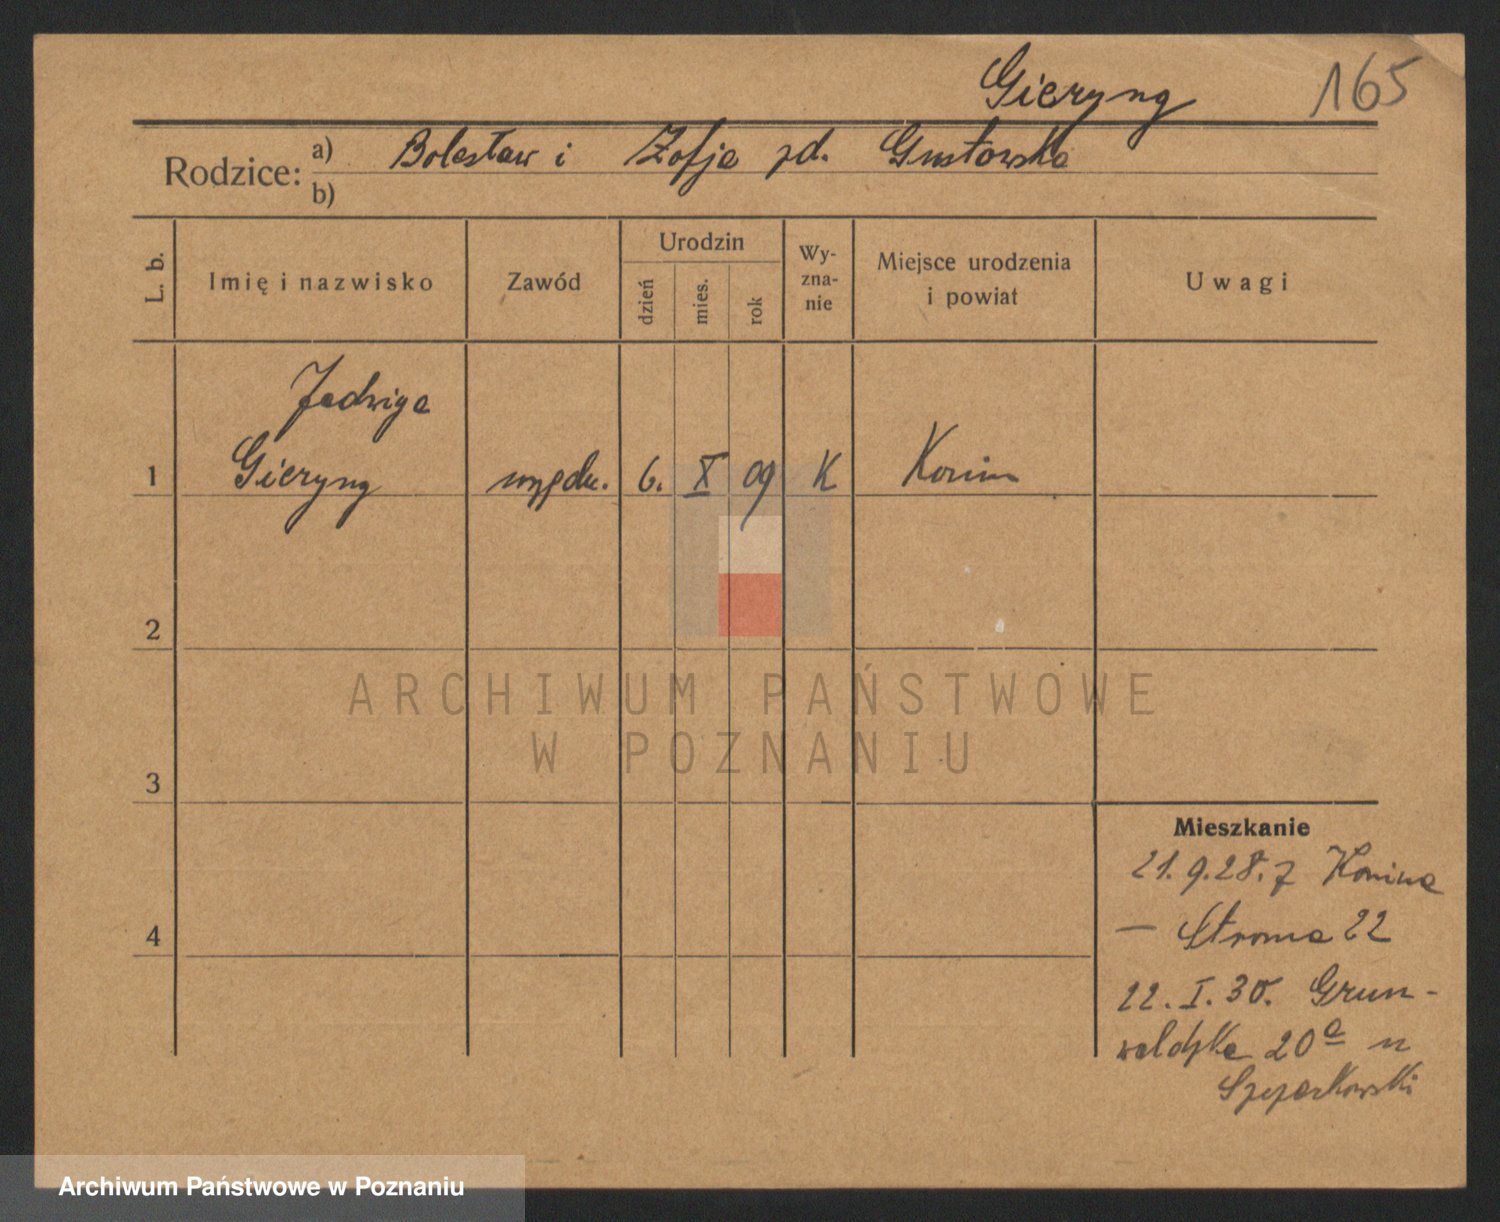 Gieryng 165
Rodzice: a) Bolesław i Zofja zd. Gustowska
b)
L. b. Imię i nazwisko Zawód Urodzin dzień mies. rok Wy-zna-nie Miejsce urodzenia i powiat Uwagi
Jadwiga
1 Gieryng 6. X 09 K Konin
2
3
4
Mieszkanie
21.9.28. z Konina
— Stroma 22
22. I. 30. Grun-
waldzka 20a u
ARCHIWUM PAŃSTWOWE
W POZNANIU
Archiwum Państwowe w Poznaniu